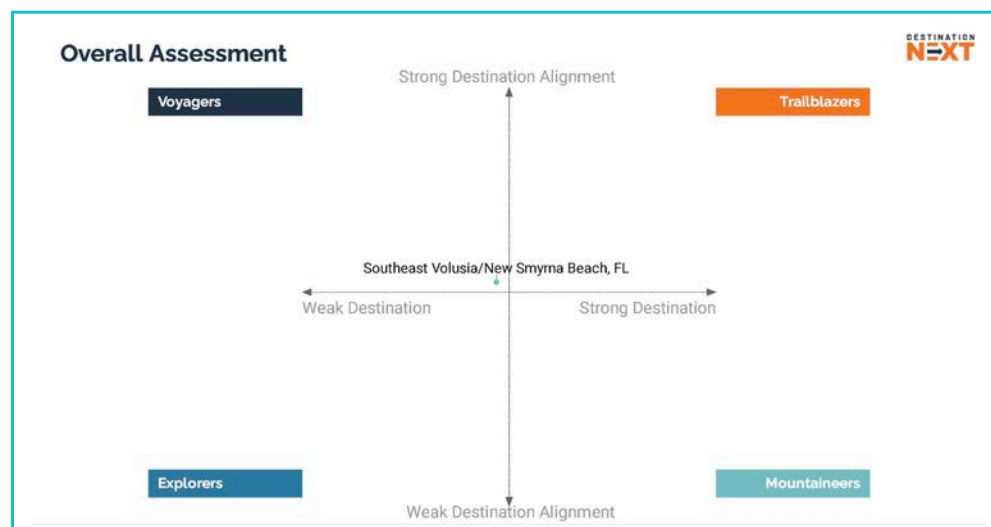 Overall Assessment
DESTINATION
NEXT
Strong Destination Alignment
Voyagers
Trailblazers
Southeast Volusia/New Smyrna Beach, FL
Weak Destination
Strong Destination
Explorers
Mountaineers
Weak Destination Alignment